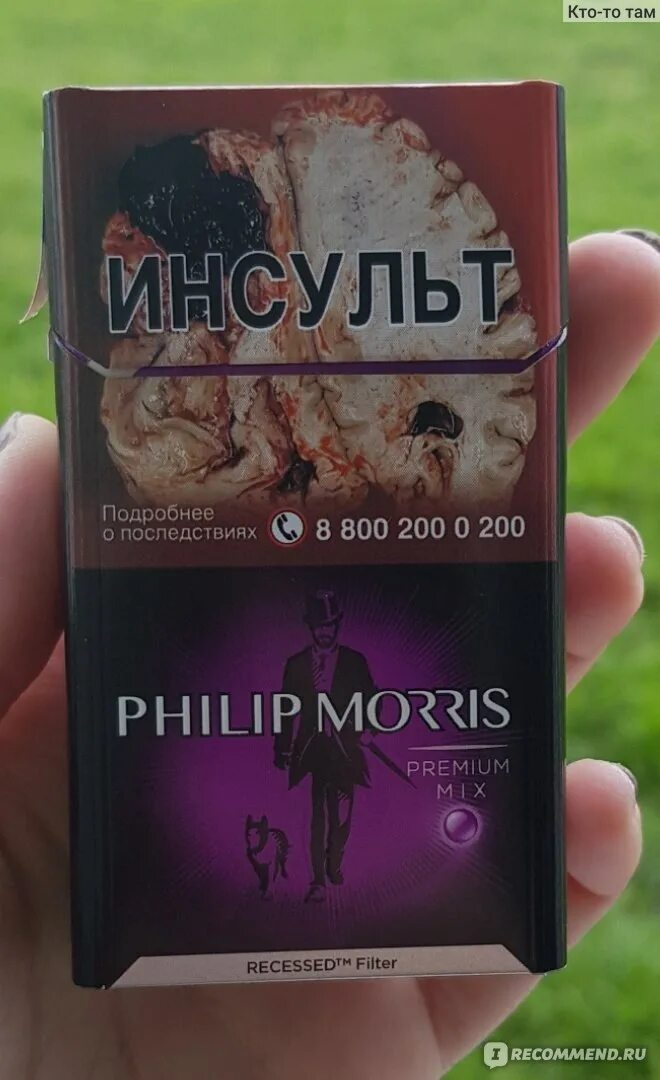 Кто-то там
ИНСУЛЬТ
Подробнее
о последствиях 8 800 200 0 200
PHILIP MORRIS
PREMIUM
MIX
RECESSED™ Filter
I RECOMMEND.RU